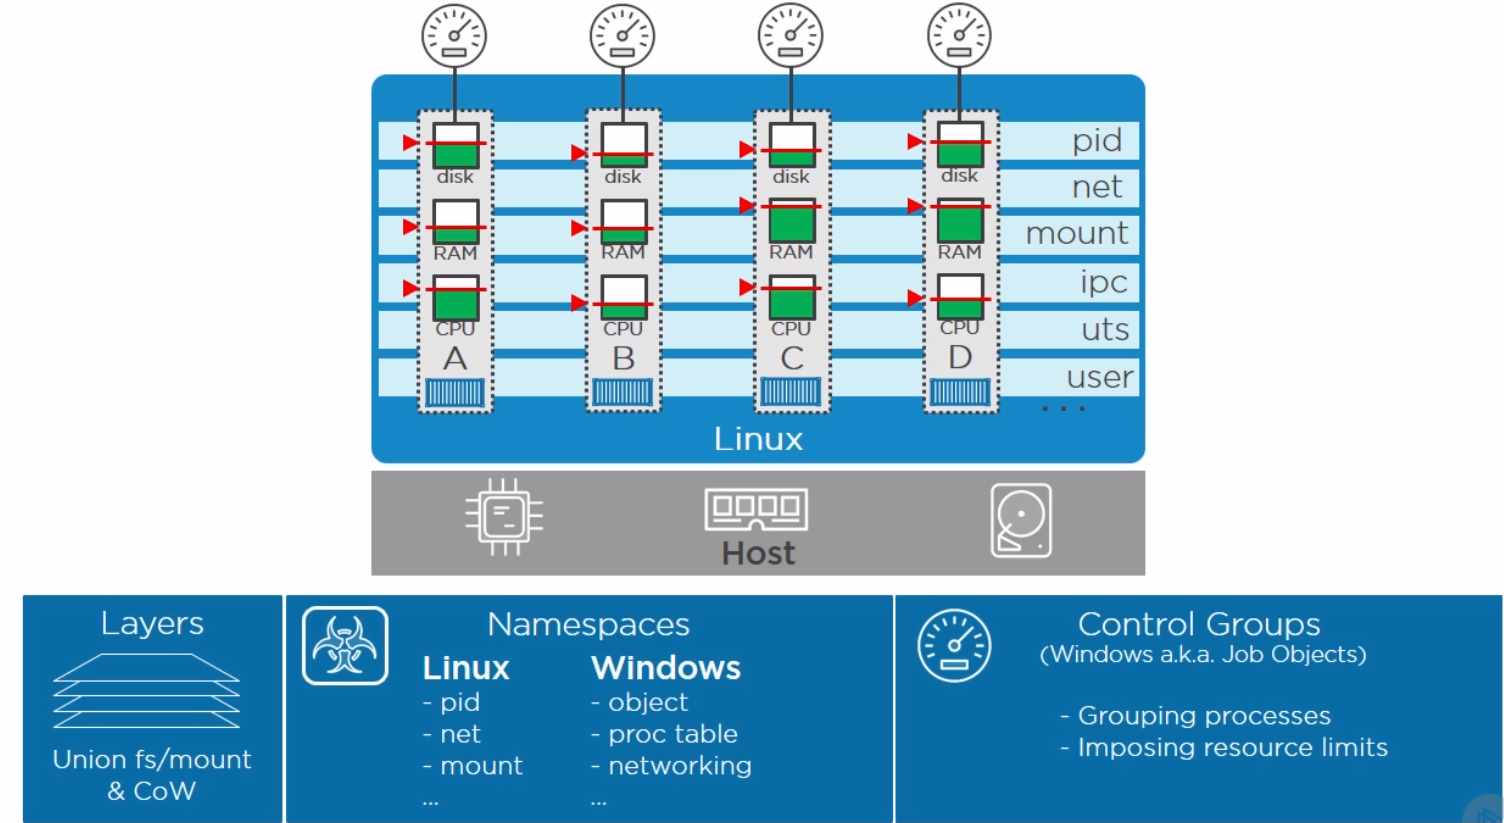 pid
net
mount
ipc
uts
user
...
disk
RAM
CPU
A
disk
RAM
CPU
B
disk
RAM
CPU
C
disk
RAM
CPU
D
Linux
Host
Layers
Union fs/mount
& CoW
Namespaces
Linux
- pid
- net
- mount
...
Windows
- object
- proc table
- networking
...
Control Groups
(Windows a.k.a. Job Objects)
- Grouping processes
- Imposing resource limits